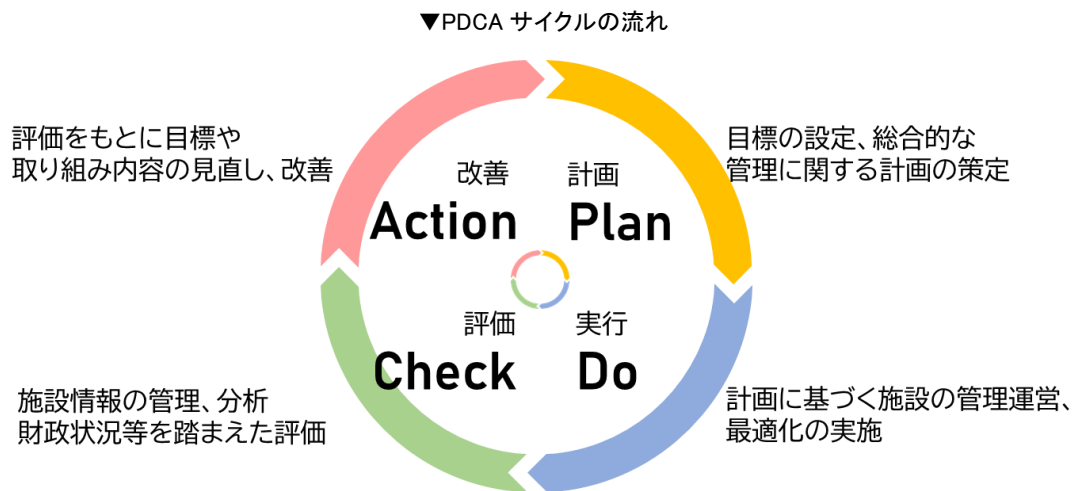 ▼PDCA サイクルの流れ
評価をもとに目標や
取り組み内容の見直し、改善
改善
Action
計画
Plan
目標の設定、総合的な
管理に関する計画の策定
施設情報の管理、分析
財政状況等を踏まえた評価
評価
Check
実行
Do
計画に基づく施設の管理運営、
最適化の実施